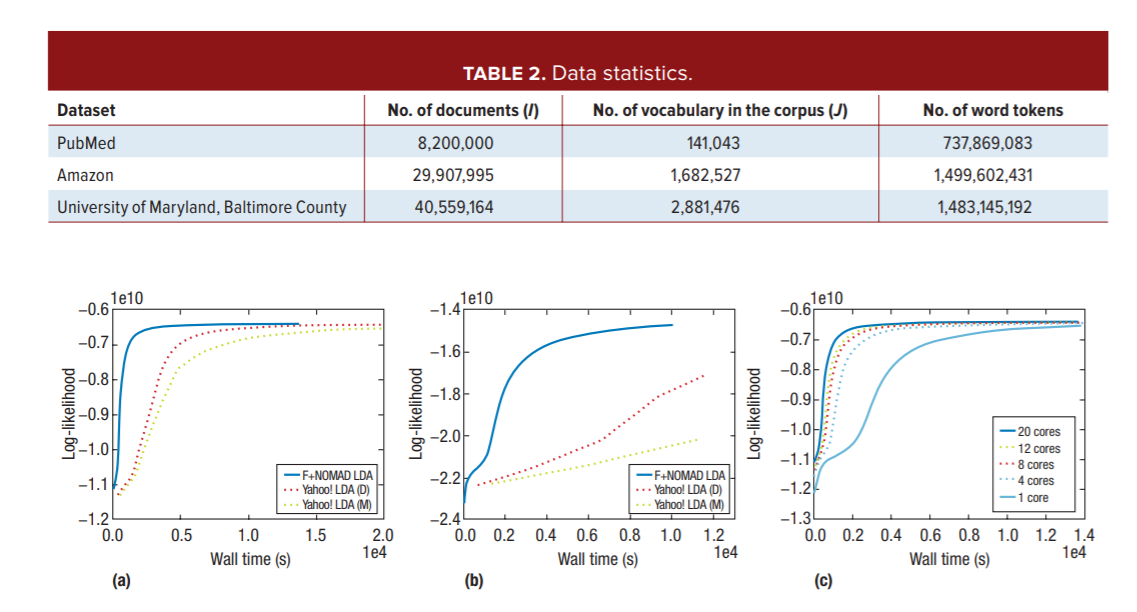 TABLE 2. Data statistics.
Dataset No. of documents (I) No. of vocabulary in the corpus (J) No. of word tokens
PubMed 8,200,000 141,043 737,869,083
Amazon 29,907,995 1,682,527 1,499,602,431
University of Maryland, Baltimore County 40,559,164 2,881,476 1,483,145,192
1e10
−0.6
−0.7
−0.8
−0.9
−1.0
−1.1
−1.2
Log-likelihood
F+NOMAD LDA
Yahoo! LDA (D)
Yahoo! LDA (M)
0.0 0.5 1.0 1.5 2.0
1e4
Wall time (s)
(a)
1e10
−1.4
−1.6
−1.8
−2.0
−2.2
−2.4
Log-likelihood
F+NOMAD LDA
Yahoo! LDA (D)
Yahoo! LDA (M)
0.0 0.2 0.4 0.6 0.8 1.0 1.2
1e4
Wall time (s)
(b)
1e10
−0.6
−0.7
−0.8
−0.9
−1.0
−1.1
−1.2
−1.3
Log-likelihood
20 cores
12 cores
8 cores
4 cores
1 core
0.0 0.2 0.4 0.6 0.8 1.0 1.2 1.4
1e4
Wall time (s)
(c)